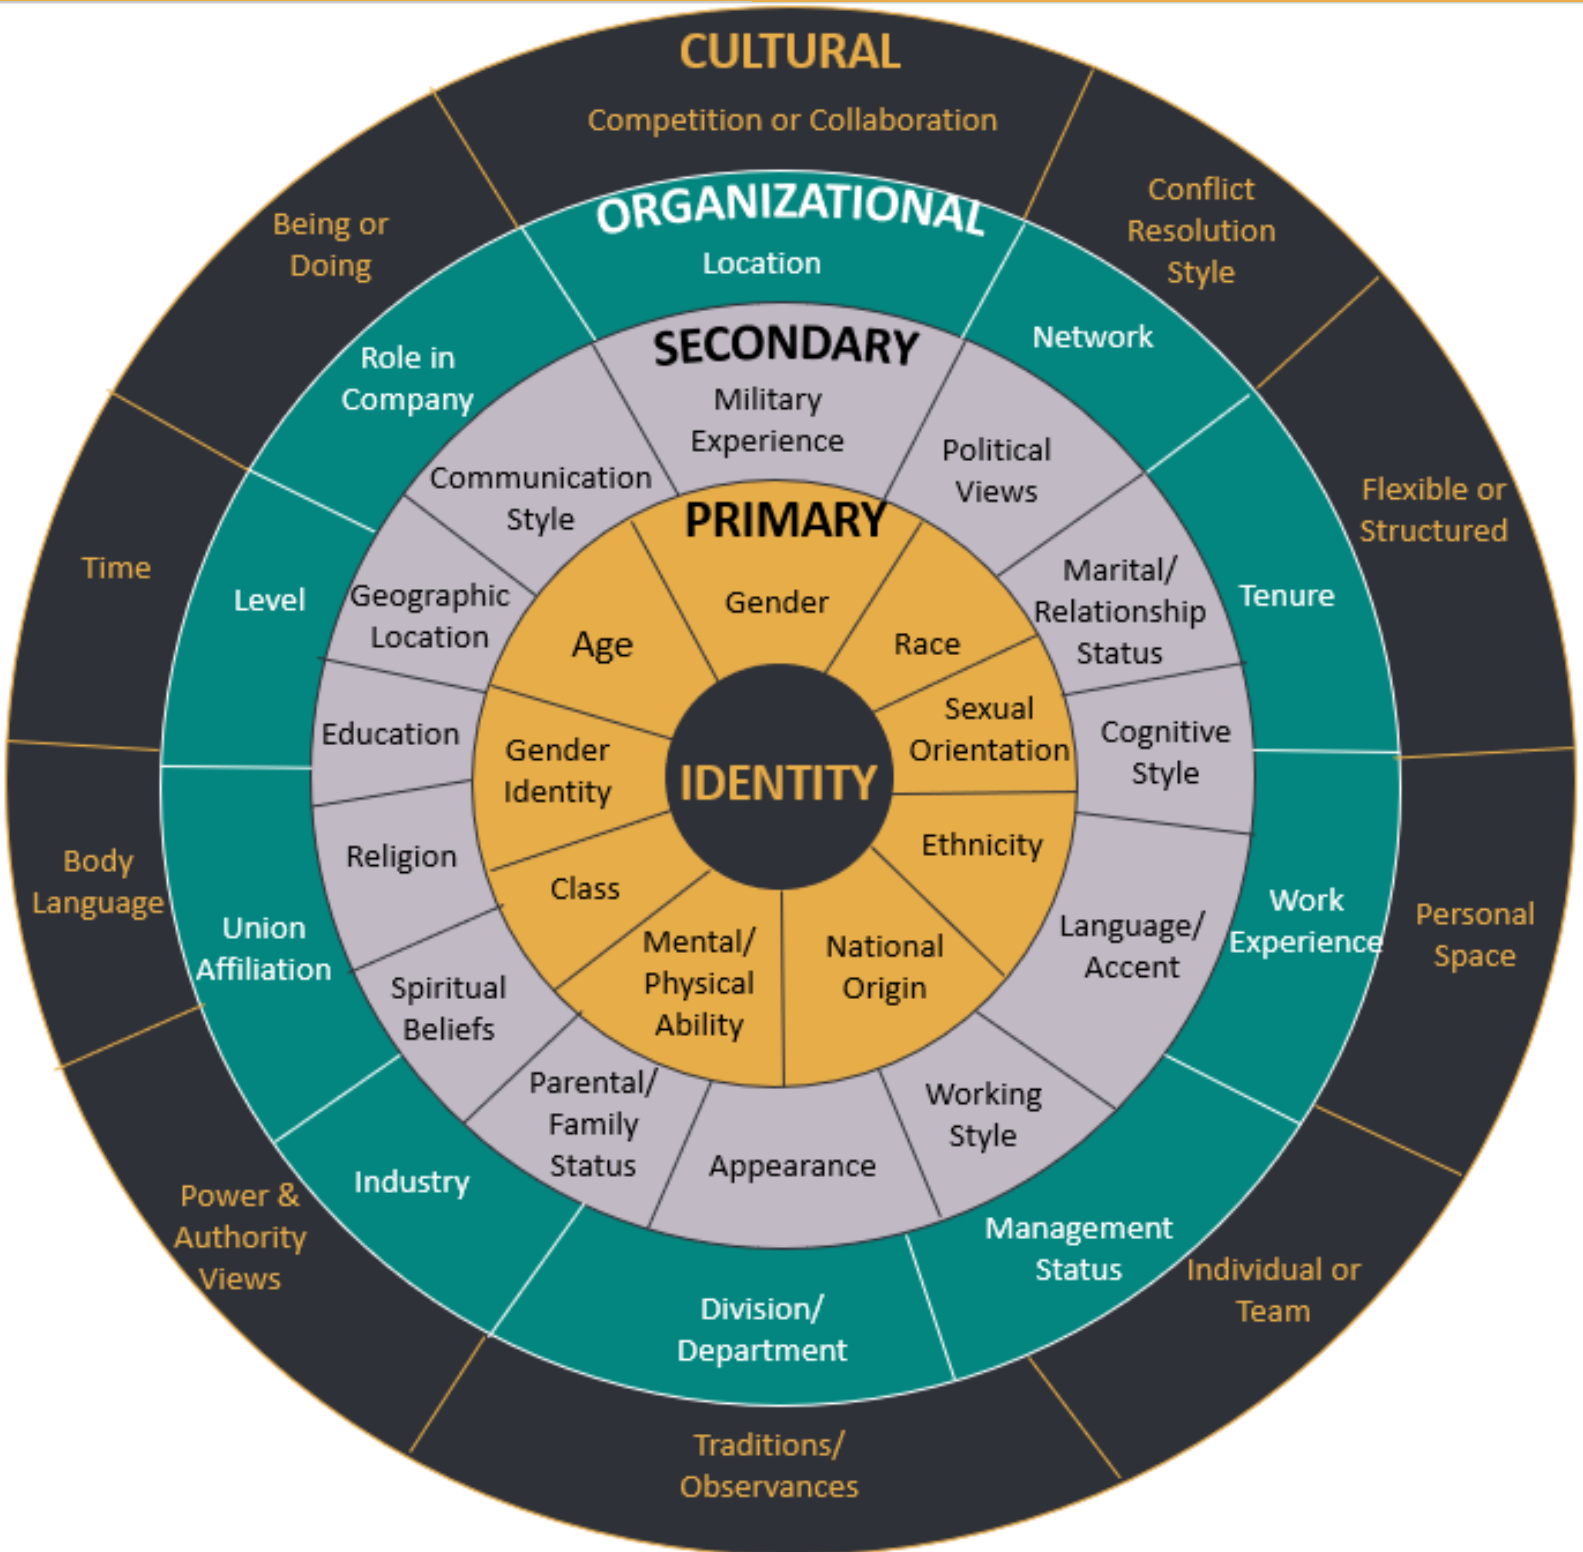 CULTURAL
Competition or Collaboration
Conflict
Resolution
Style
Flexible or
Structured
Personal
Space
Individual or
Team
Traditions/
Observances
Power &
Authority
Views
Body
Language
Time
Being or
Doing
ORGANIZATIONAL
Location
Network
Tenure
Work
Experience
Management
Status
Division/
Department
Industry
Union
Affiliation
Level
Role in
Company
SECONDARY
Military
Experience
Political
Views
Marital/
Relationship
Status
Cognitive
Style
Language/
Accent
Working
Style
Appearance
Parental/
Family
Status
Spiritual
Beliefs
Religion
Education
Geographic
Location
Communication
Style
PRIMARY
Gender
Race
Sexual
Orientation
Ethnicity
National
Origin
Mental/
Physical
Ability
Class
Gender
Identity
Age
IDENTITY